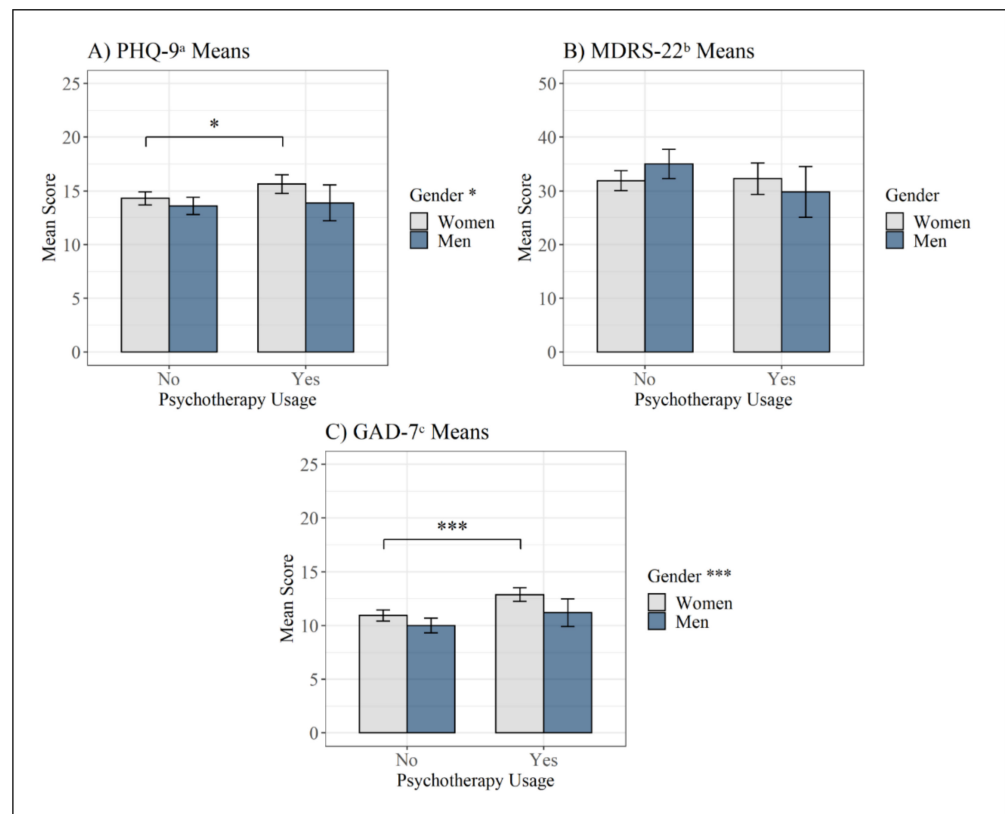 A) PHQ-9ᵃ Means
25
20
15
10
5
0
*
Mean Score
No
Yes
Psychotherapy Usage
Gender *
Women
Men
B) MDRS-22ᵇ Means
50
40
30
20
10
0
Mean Score
No
Yes
Psychotherapy Usage
Gender
Women
Men
C) GAD-7ᶜ Means
25
20
15
10
5
0
***
Mean Score
No
Yes
Psychotherapy Usage
Gender ***
Women
Men